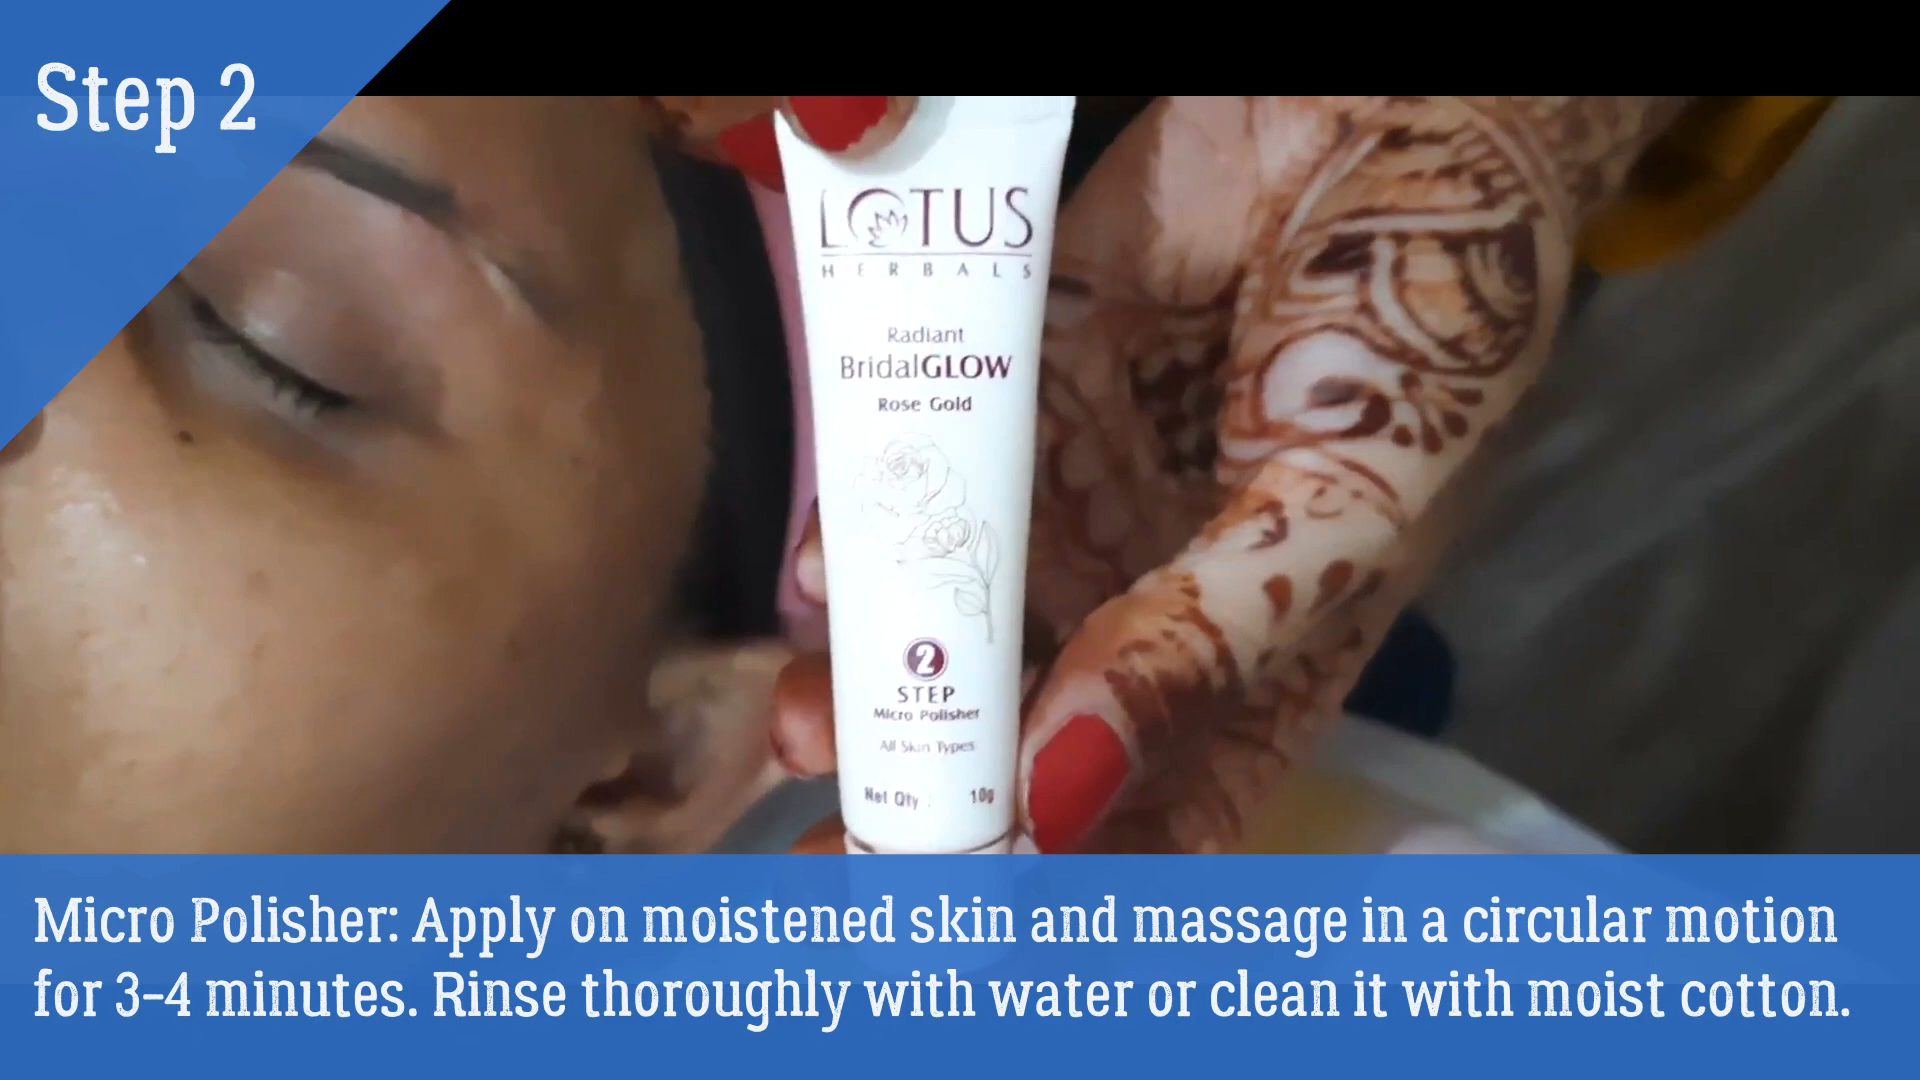 Step 2
LOTUS
HERBALS
Radiant
BridalGLOW
Rose Gold
2
STEP
Micro Polisher
All Skin Types
Net Qty : 10g
Micro Polisher: Apply on moistened skin and massage in a circular motion
for 3-4 minutes. Rinse thoroughly with water or clean it with moist cotton.